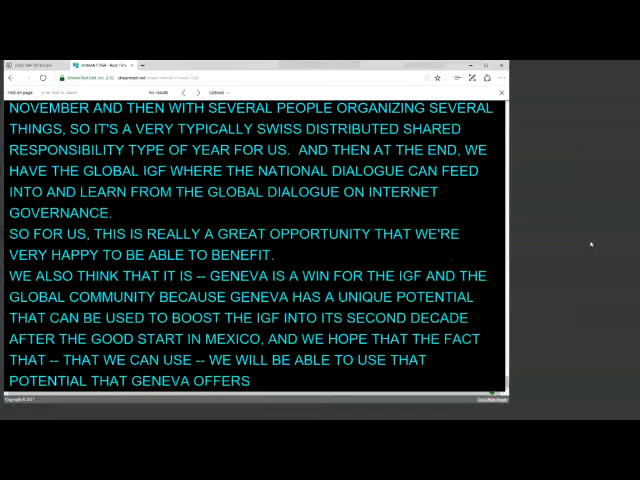 streamtext.net
Find on page
No results
Options
NOVEMBER AND THEN WITH SEVERAL PEOPLE ORGANIZING SEVERAL
THINGS, SO IT'S A VERY TYPICALLY SWISS DISTRIBUTED SHARED
RESPONSIBILITY TYPE OF YEAR FOR US.  AND THEN AT THE END, WE
HAVE THE GLOBAL IGF WHERE THE NATIONAL DIALOGUE CAN FEED
INTO AND LEARN FROM THE GLOBAL DIALOGUE ON INTERNET
GOVERNANCE.
SO FOR US, THIS IS REALLY A GREAT OPPORTUNITY THAT WE'RE
VERY HAPPY TO BE ABLE TO BENEFIT.
WE ALSO THINK THAT IT IS -- GENEVA IS A WIN FOR THE IGF AND THE
GLOBAL COMMUNITY BECAUSE GENEVA HAS A UNIQUE POTENTIAL
THAT CAN BE USED TO BOOST THE IGF INTO ITS SECOND DECADE
AFTER THE GOOD START IN MEXICO, AND WE HOPE THAT THE FACT
THAT -- THAT WE CAN USE -- WE WILL BE ABLE TO USE THAT
POTENTIAL THAT GENEVA OFFERS
Copyright © 2017